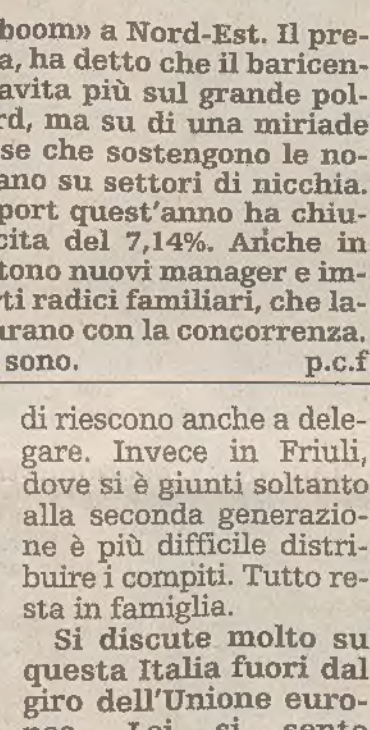 boom» a Nord-Est. Il pre-
a, ha detto che il baricen-
avita più sul grande pol-
rd, ma su di una miriade
se che sostengono le no-
ano su settori di nicchia.
port quest'anno ha chiu-
cita del 7,14%. Anche in
tono nuovi manager e im-
ti radici familiari, che la-
urano con la concorrenza.
sono. p.c.f
di riescono anche a dele-
gare. Invece in Friuli,
dove si è giunti soltanto
alla seconda generazio-
ne è più difficile distri-
buire i compiti. Tutto re-
sta in famiglia.
Si discute molto su
questa Italia fuori dal
giro dell'Unione euro-
Lei si sente